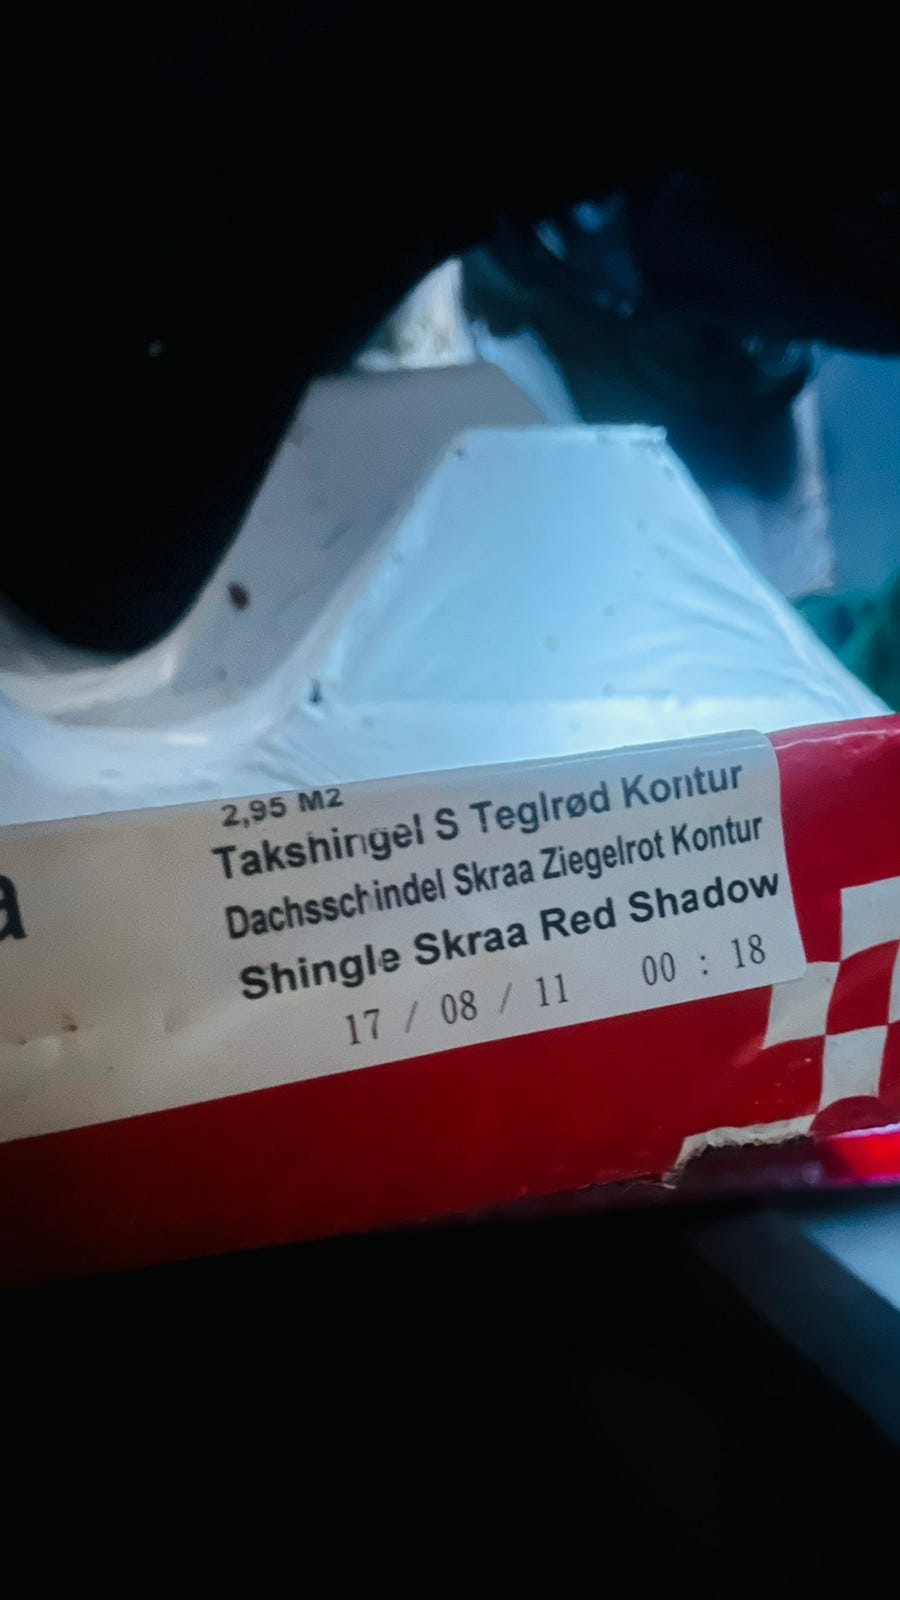 a
2,95 M2
Takshingel S Teglrød Kontur
Dachsschindel Skraa Ziegelrot Kontur
Shingle Skraa Red Shadow
17 / 08 / 11 00 : 18